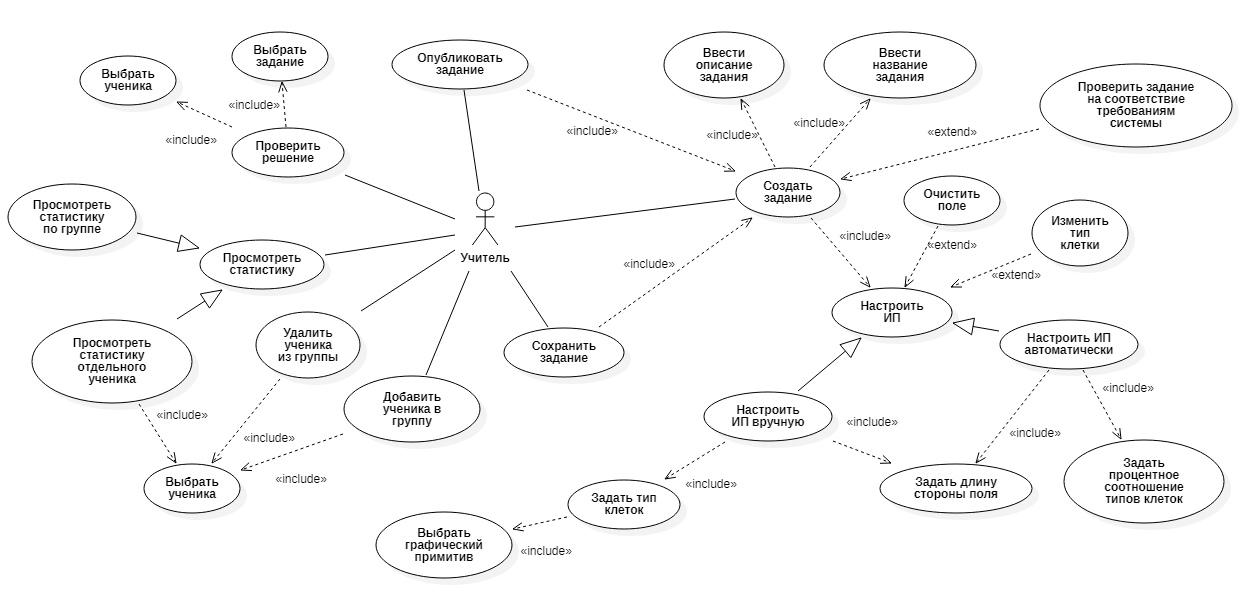 Выбрать
ученика
Выбрать
задание
«include»
«include»
Проверить
решение
Опубликовать
задание
«include»
Ввести
описание
задания
Ввести
название
задания
«include»
«include»
Проверить задание
на соответствие
требованиям
системы
«extend»
Создать
задание
Просмотреть
статистику
по группе
Просмотреть
статистику
Учитель
«include»
«include»
Очистить
поле
«extend»
Изменить
тип
клетки
«extend»
Просмотреть
статистику
отдельного
ученика
Удалить
ученика
из группы
Сохранить
задание
Настроить
ИП
Настроить ИП
автоматически
Добавить
ученика в
группу
«include»
«include»
«include»
Выбрать
ученика
Настроить
ИП вручную
«include»
«include»
«include»
«include»
Задать тип
клеток
Задать длину
стороны поля
Задать
процентное
соотношение
типов клеток
Выбрать
графический
примитив
«include»